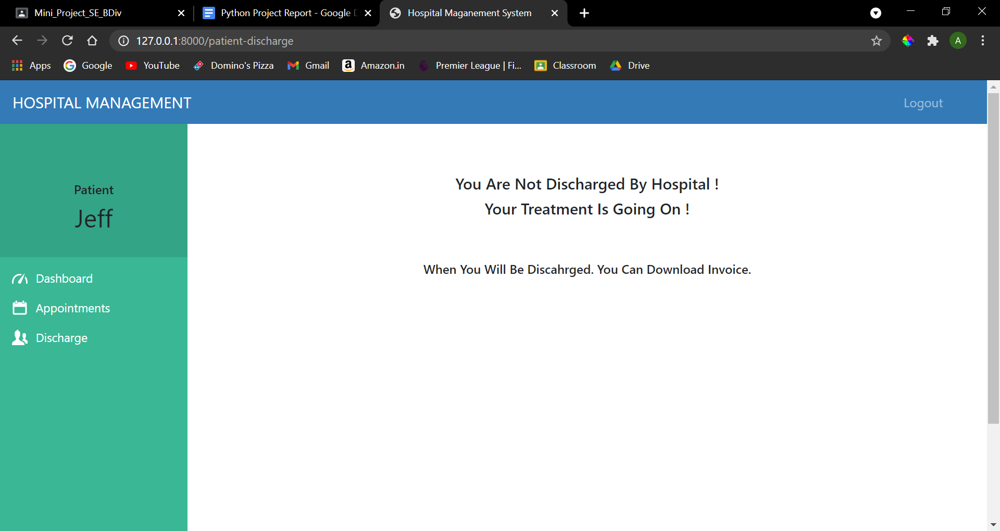 Mini_Project_SE_BDiv
Python Project Report - Google
Hospital Maganement System
127.0.0.1:8000/patient-discharge
A
Apps
Google
YouTube
Domino's Pizza
Gmail
Amazon.in
Premier League | Fi...
Classroom
Drive
HOSPITAL MANAGEMENT
Logout
Patient
Jeff
Dashboard
Appointments
Discharge
You Are Not Discharged By Hospital !
Your Treatment Is Going On !
When You Will Be Discahrged. You Can Download Invoice.